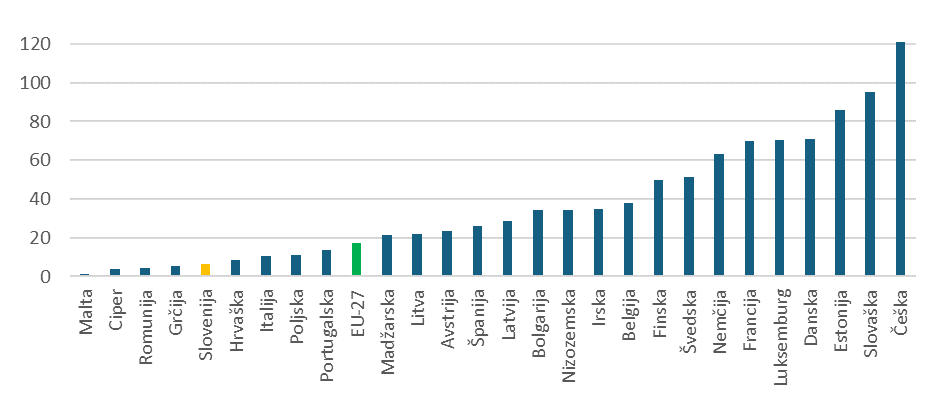 120
100
80
60
40
20
0
Malta
Ciper
Romunija
Grčija
Slovenija
Hrvaška
Italija
Poljska
Portugalska
EU-27
Madžarska
Litva
Avstrija
Španija
Latvija
Bolgarija
Nizozemska
Irska
Belgija
Finska
Švedska
Nemčija
Francija
Luksemburg
Danska
Estonija
Slovaška
Češka